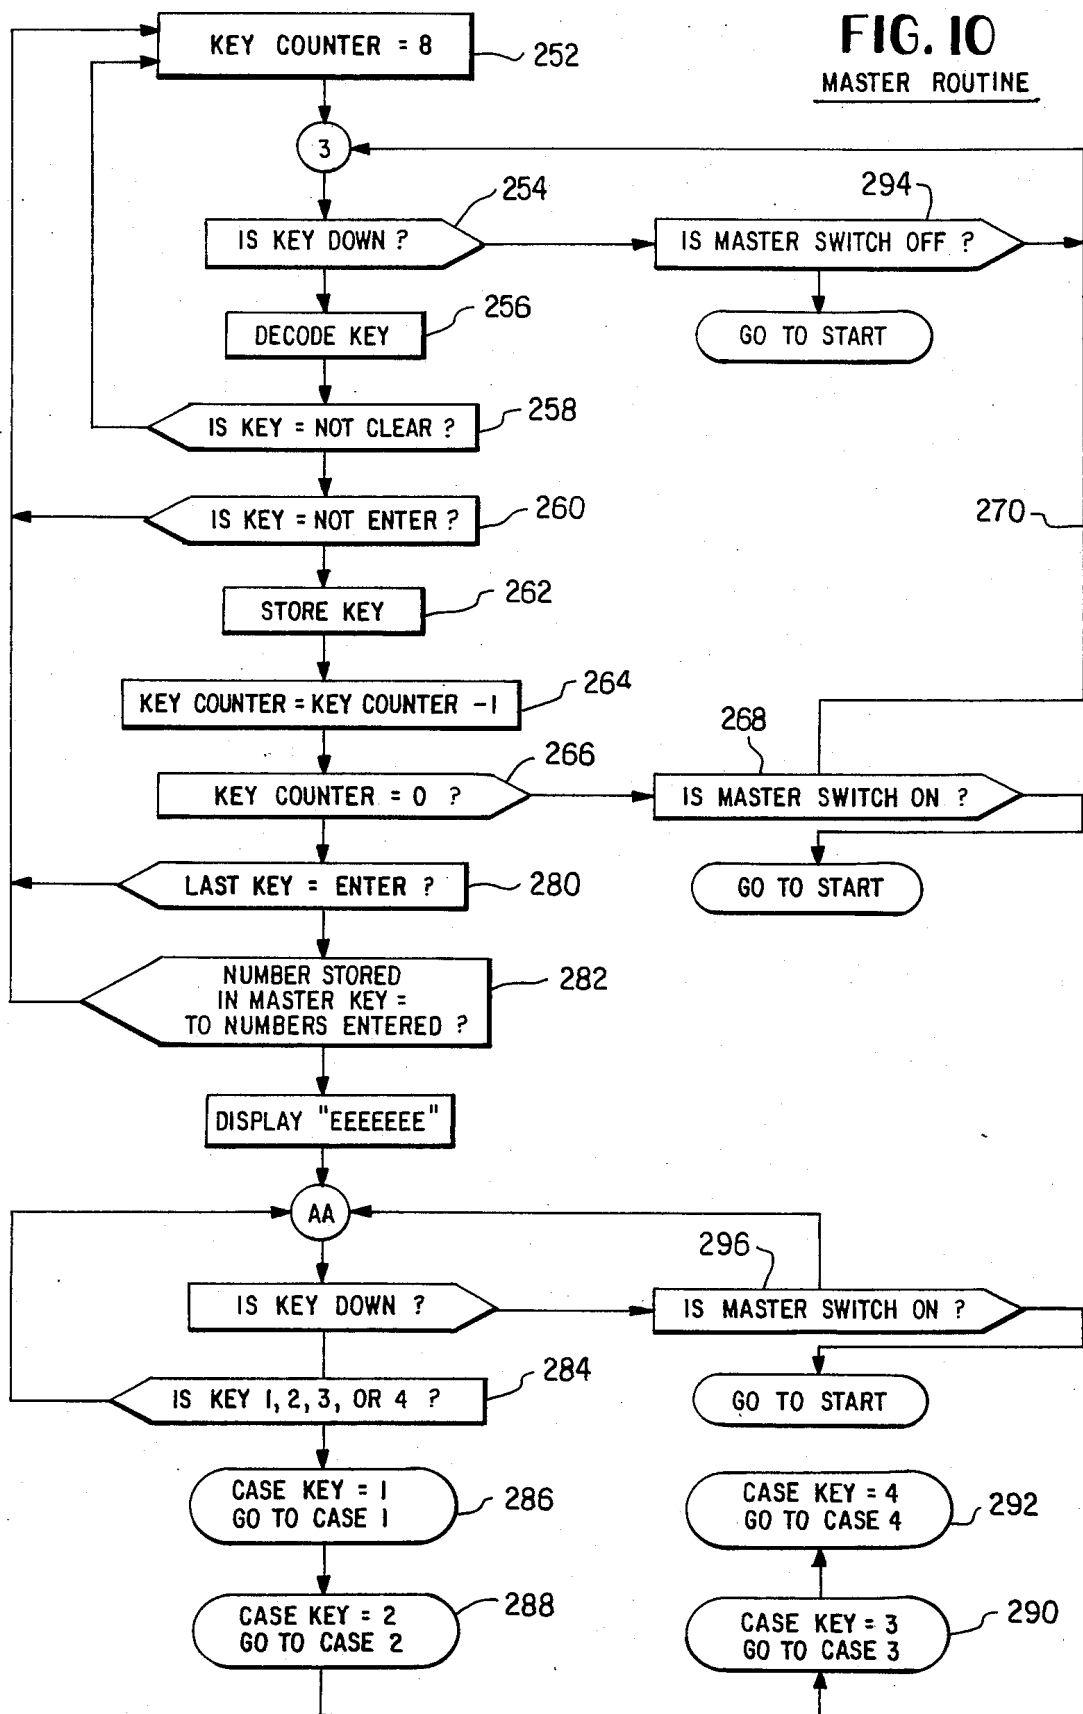 FIG. 10
MASTER ROUTINE
KEY COUNTER = 8
252
3
254
IS KEY DOWN ?
294
IS MASTER SWITCH OFF ?
256
DECODE KEY
GO TO START
258
IS KEY = NOT CLEAR ?
260
IS KEY = NOT ENTER ?
270
262
STORE KEY
264
KEY COUNTER = KEY COUNTER -1
266
KEY COUNTER = 0 ?
268
IS MASTER SWITCH ON ?
280
LAST KEY = ENTER ?
GO TO START
282
NUMBER STORED
IN MASTER KEY =
TO NUMBERS ENTERED ?
DISPLAY "EEEEEEE"
AA
296
IS KEY DOWN ?
IS MASTER SWITCH ON ?
284
IS KEY 1, 2, 3, OR 4 ?
GO TO START
CASE KEY = 1
GO TO CASE 1
286
CASE KEY = 4
GO TO CASE 4
292
CASE KEY = 2
GO TO CASE 2
288
CASE KEY = 3
GO TO CASE 3
290